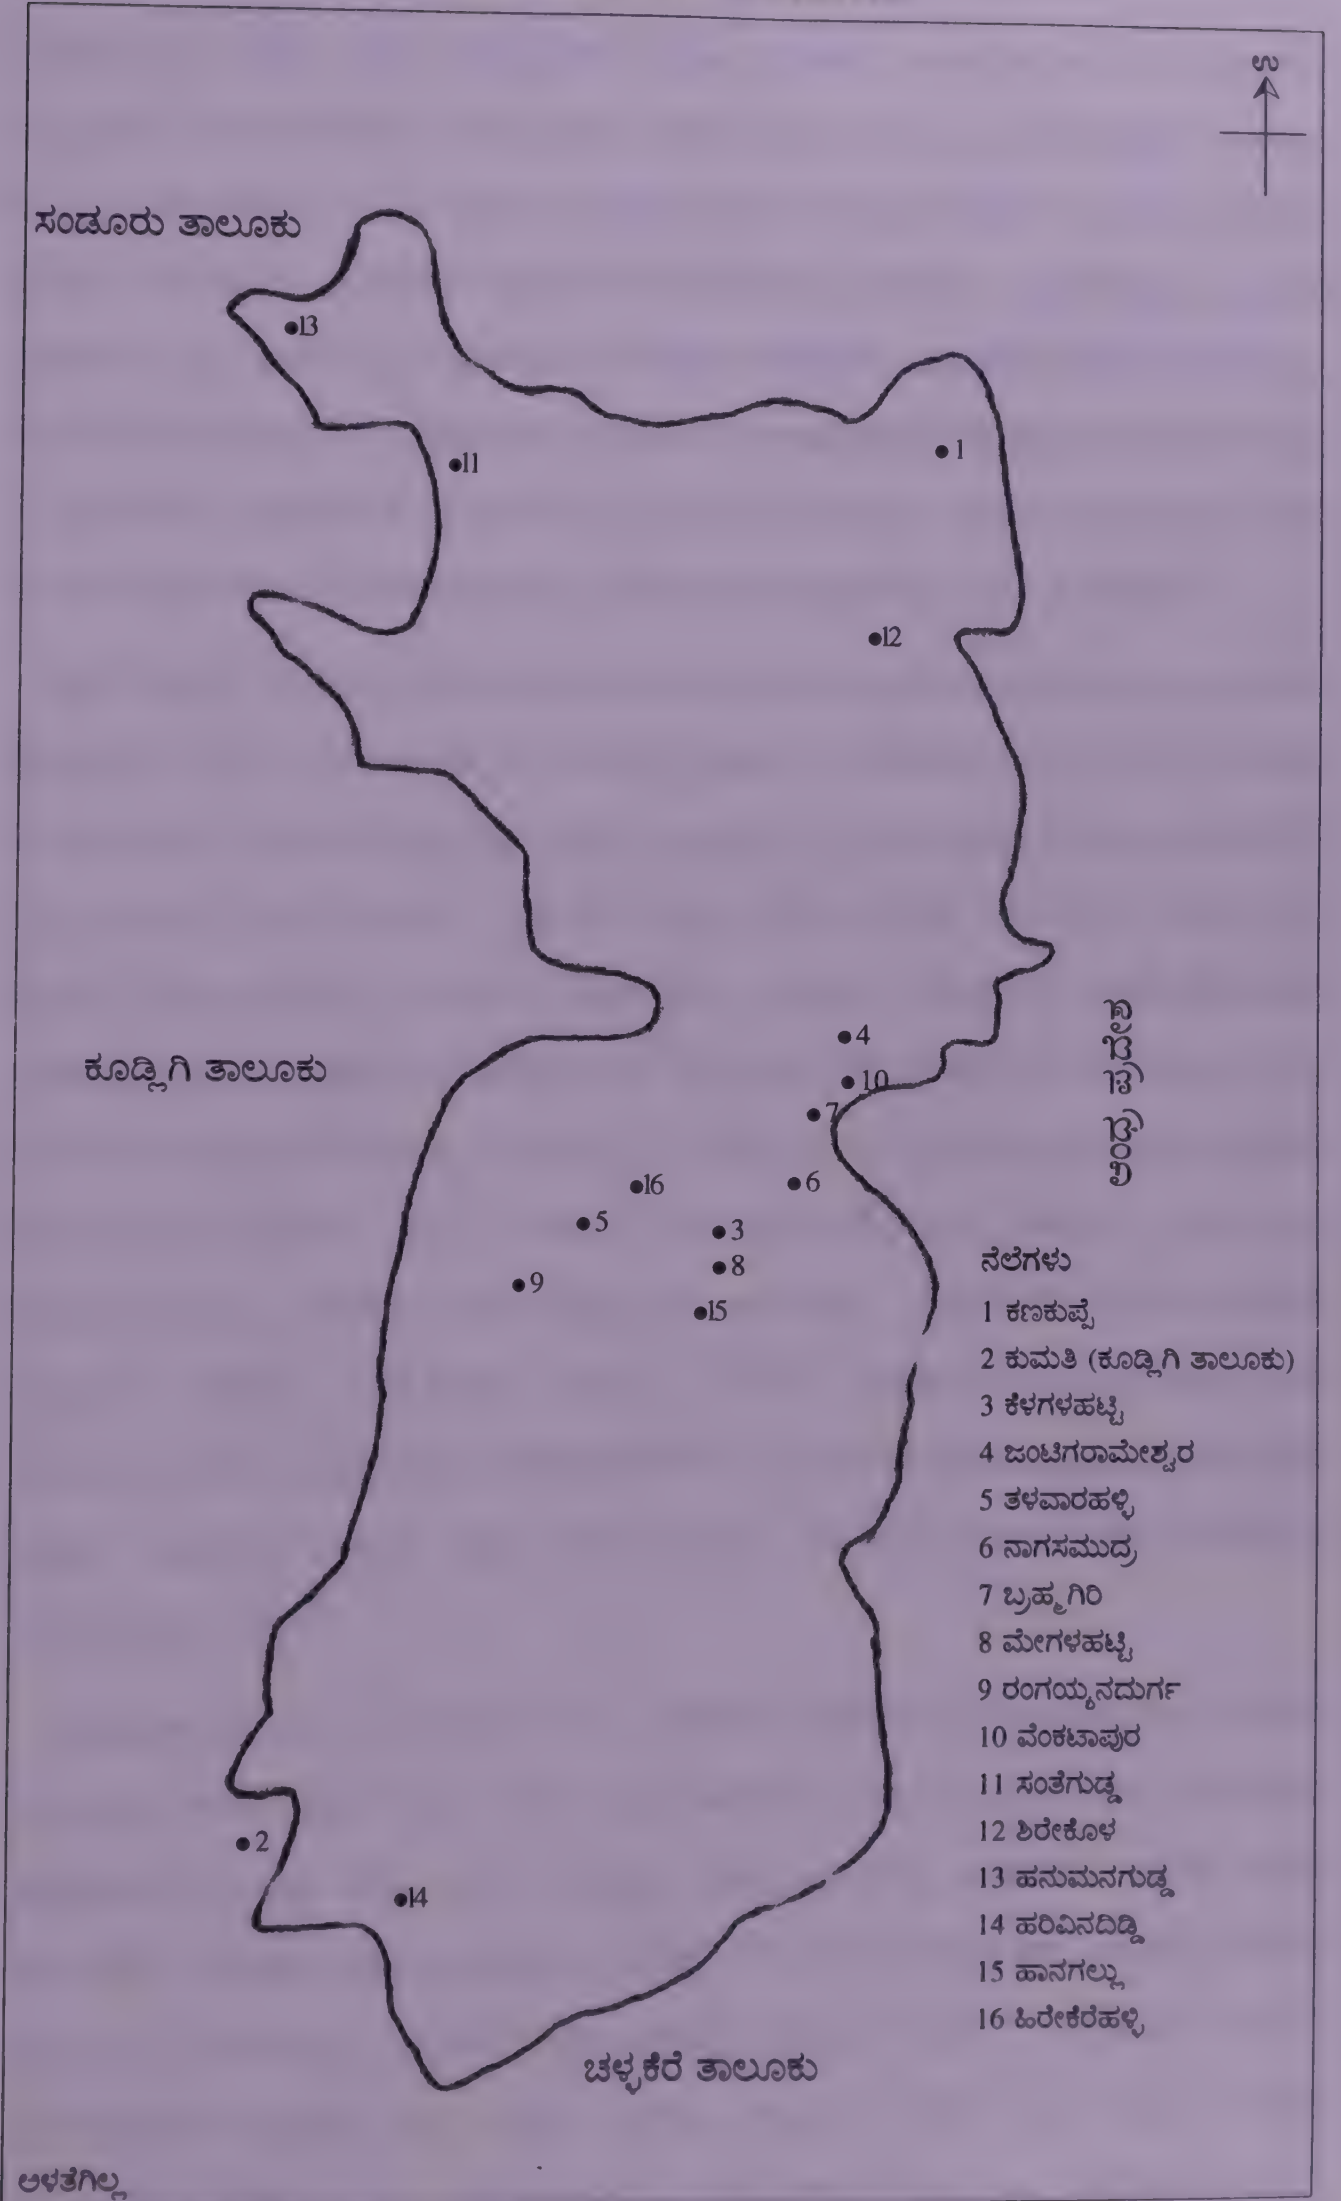 ಉ
ಸಂಡೂರು ತಾಲೂಕು
13
11
1
12
ಕೂಡ್ಲಿಗಿ ತಾಲೂಕು
ಆಂಧ್ರ ಪ್ರದೇಶ
4
10
7
16
6
5
3
8
9
15
2
14
ನೆಲೆಗಳು
1 ಕಣಕುಪ್ಪೆ
2 ಕುಮತಿ (ಕೂಡ್ಲಿಗಿ ತಾಲೂಕು)
3 ಕೆಳಗಳಹಟ್ಟಿ
4 ಜಂಟಿಗರಾಮೇಶ್ವರ
5 ತಳವಾರಹಳ್ಳಿ
6 ನಾಗಸಮುದ್ರ
7 ಬ್ರಹ್ಮಗಿರಿ
8 ಮೇಗಳಹಟ್ಟಿ
9 ರಂಗಯ್ಯನದುರ್ಗ
10 ವೆಂಕಟಾಪುರ
11 ಸಂತೆಗುಡ್ಡ
12 ಶಿರೇಕೊಳ
13 ಹನುಮನಗುಡ್ಡ
14 ಹರಿವಿನದಿಡ್ಡಿ
15 ಹಾನಗಲ್ಲು
16 ಹಿರೇಕೆರೆಹಳ್ಳಿ
ಚಳ್ಳಕೆರೆ ತಾಲೂಕು
ಅಳತೆಗಿಲ್ಲ